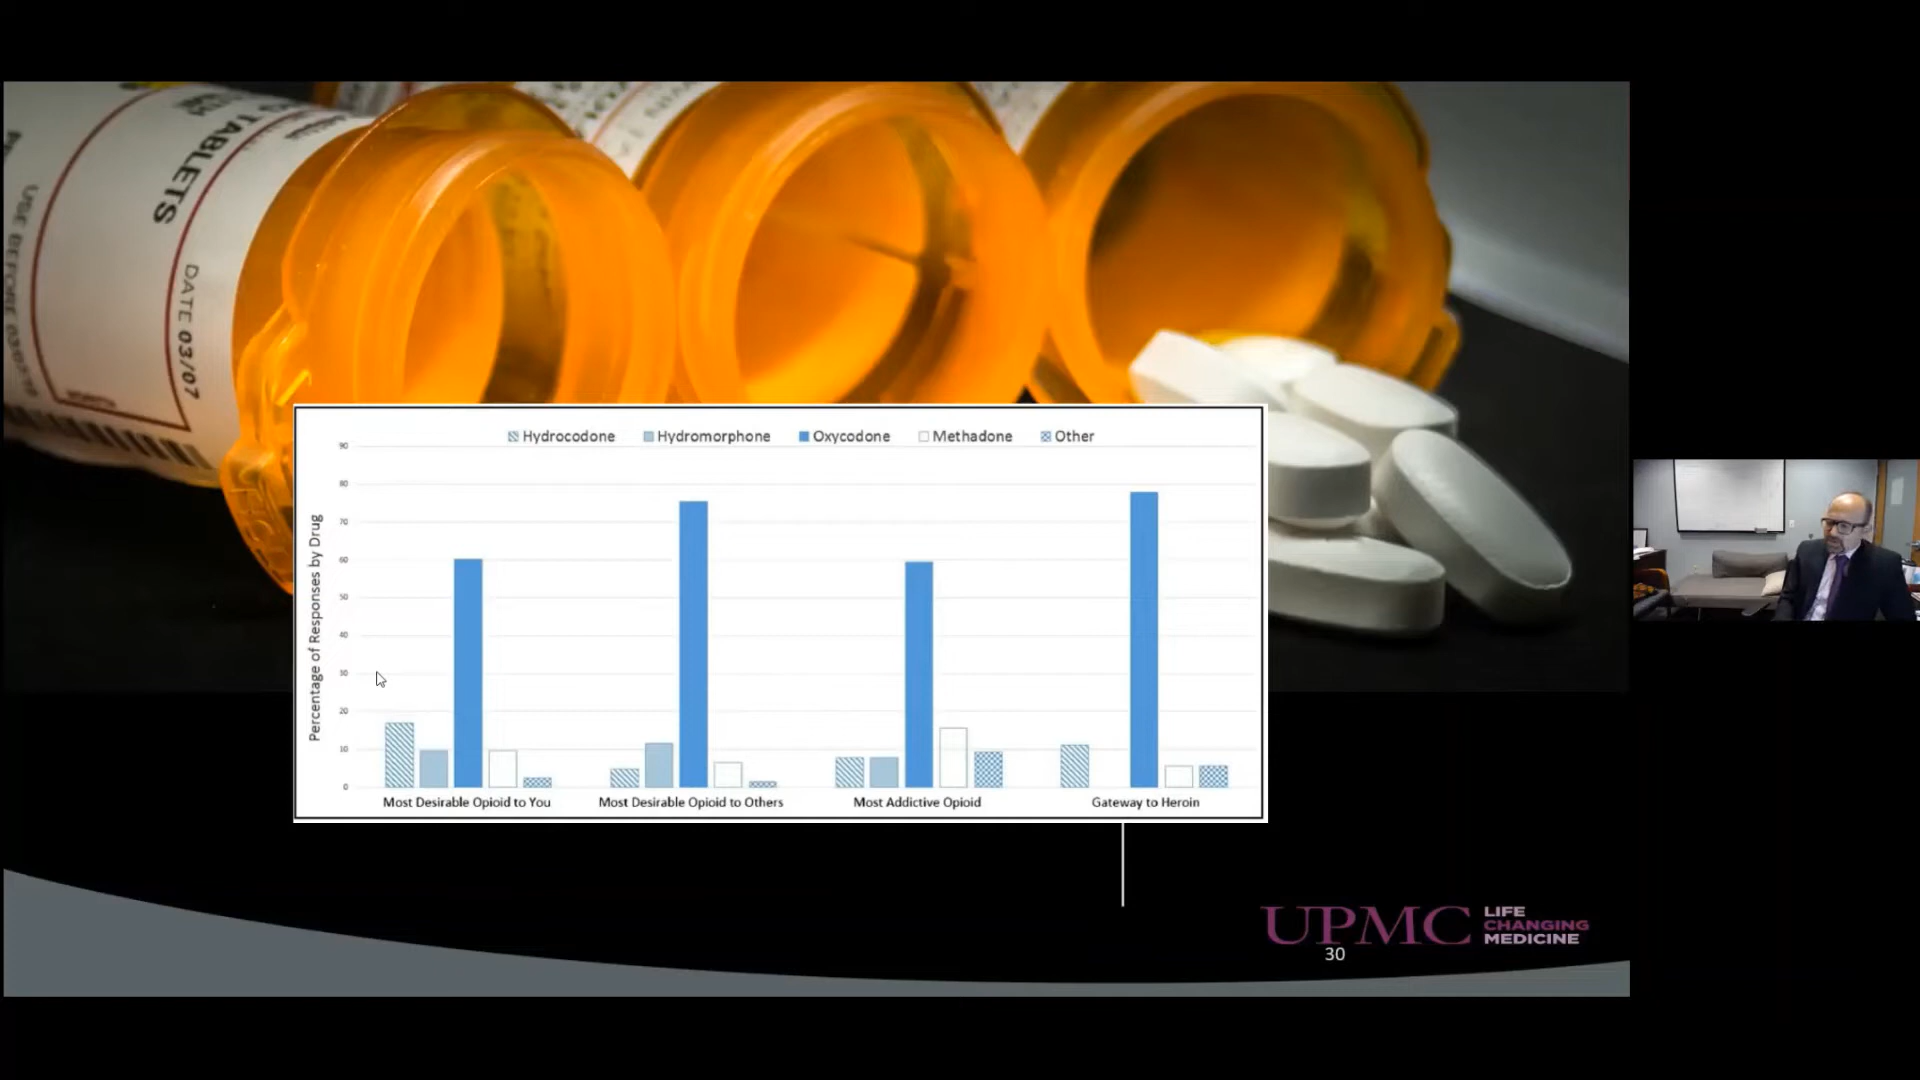 TABLETS
DATE 03/07
USE BEFORE
Hydrocodone Hydromorphone Oxycodone Methadone Other
Percentage of Responses by Drug
90
80
70
60
50
40
30
20
10
0
Most Desirable Opioid to You Most Desirable Opioid to Others Most Addictive Opioid Gateway to Heroin
UPMC LIFE
CHANGING
MEDICINE
30